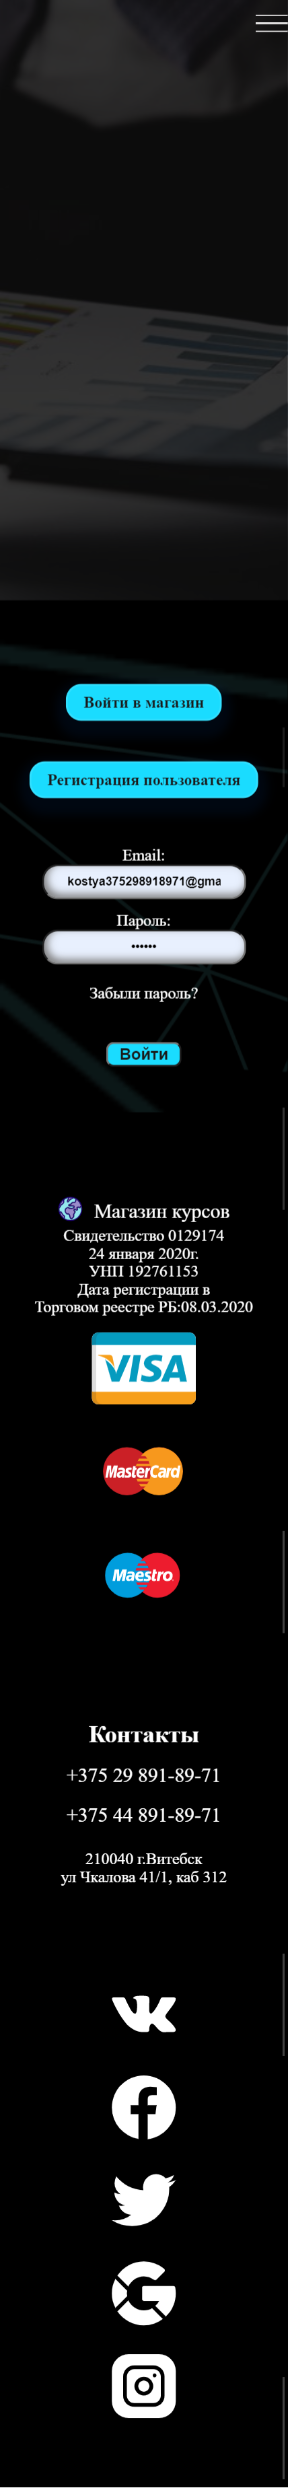 Войти в магазин
Регистрация пользователя
Email:
kostya375298918971@gma
Пароль:
••••••
Забыли пароль?
Войти
Магазин курсов
Свидетельство 0129174
24 января 2020г.
УНП 192761153
Дата регистрации в
Торговом реестре РБ:08.03.2020
VISA
MasterCard
Maestro
Контакты
+375 29 891-89-71
+375 44 891-89-71
210040 г.Витебск
ул Чкалова 41/1, каб 312